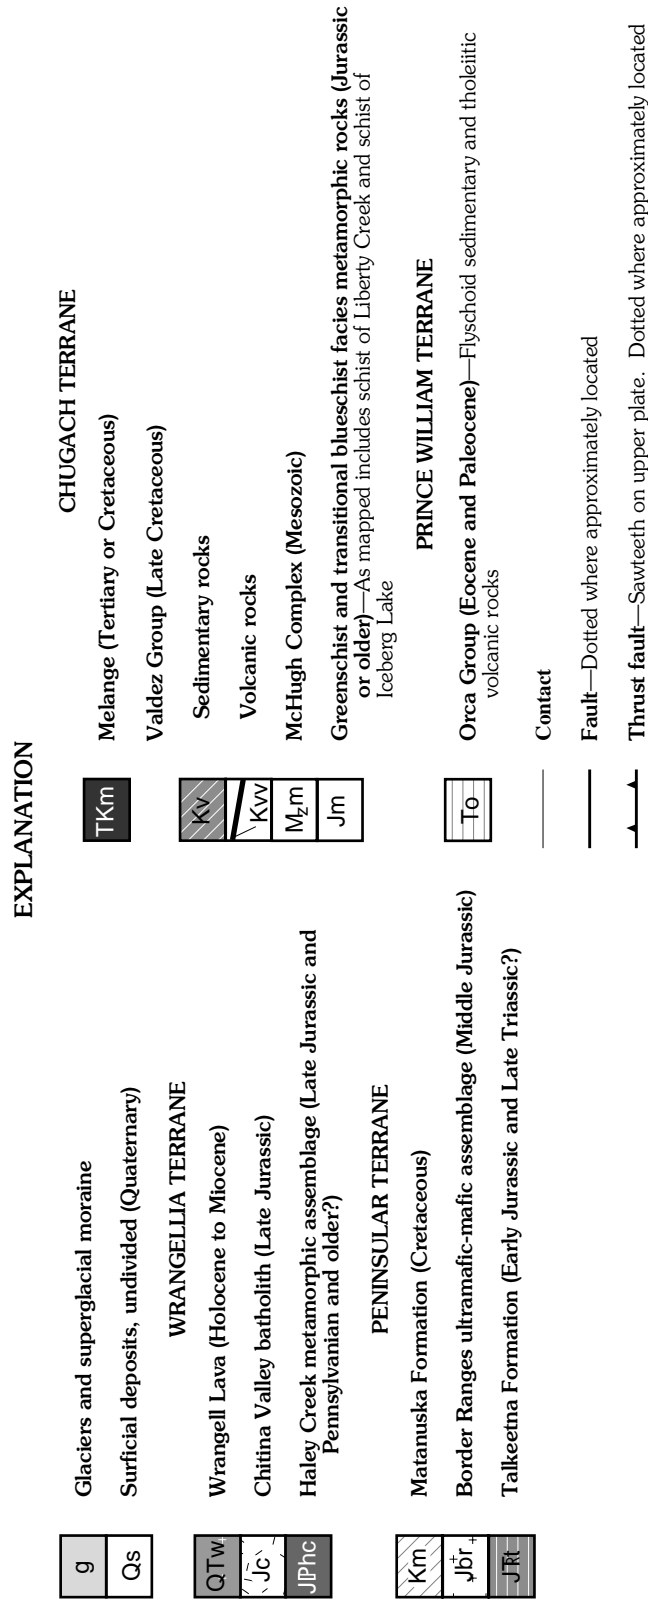 EXPLANATION
g Glaciers and superglacial moraine
Qs Surficial deposits, undivided (Quaternary)
WRANGELLIA TERRANE
QTw Wrangell Lava (Holocene to Miocene)
Jc Chitina Valley batholith (Late Jurassic)
JPhc Haley Creek metamorphic assemblage (Late Jurassic and
Pennsylvanian and older?)
PENINSULAR TERRANE
Km Matanuska Formation (Cretaceous)
Jbr Border Ranges ultramafic-mafic assemblage (Middle Jurassic)
JTRt Talkeetna Formation (Early Jurassic and Late Triassic?)
CHUGACH TERRANE
TKm Melange (Tertiary or Cretaceous)
Valdez Group (Late Cretaceous)
Kv Sedimentary rocks
Kvv Volcanic rocks
Mzm McHugh Complex (Mesozoic)
Jm Greenschist and transitional blueschist facies metamorphic rocks (Jurassic
or older)—As mapped includes schist of Liberty Creek and schist of
Iceberg Lake
PRINCE WILLIAM TERRANE
To Orca Group (Eocene and Paleocene)—Flyschoid sedimentary and tholeiitic
volcanic rocks
Contact
Fault—Dotted where approximately located
Thrust fault—Sawteeth on upper plate. Dotted where approximately located